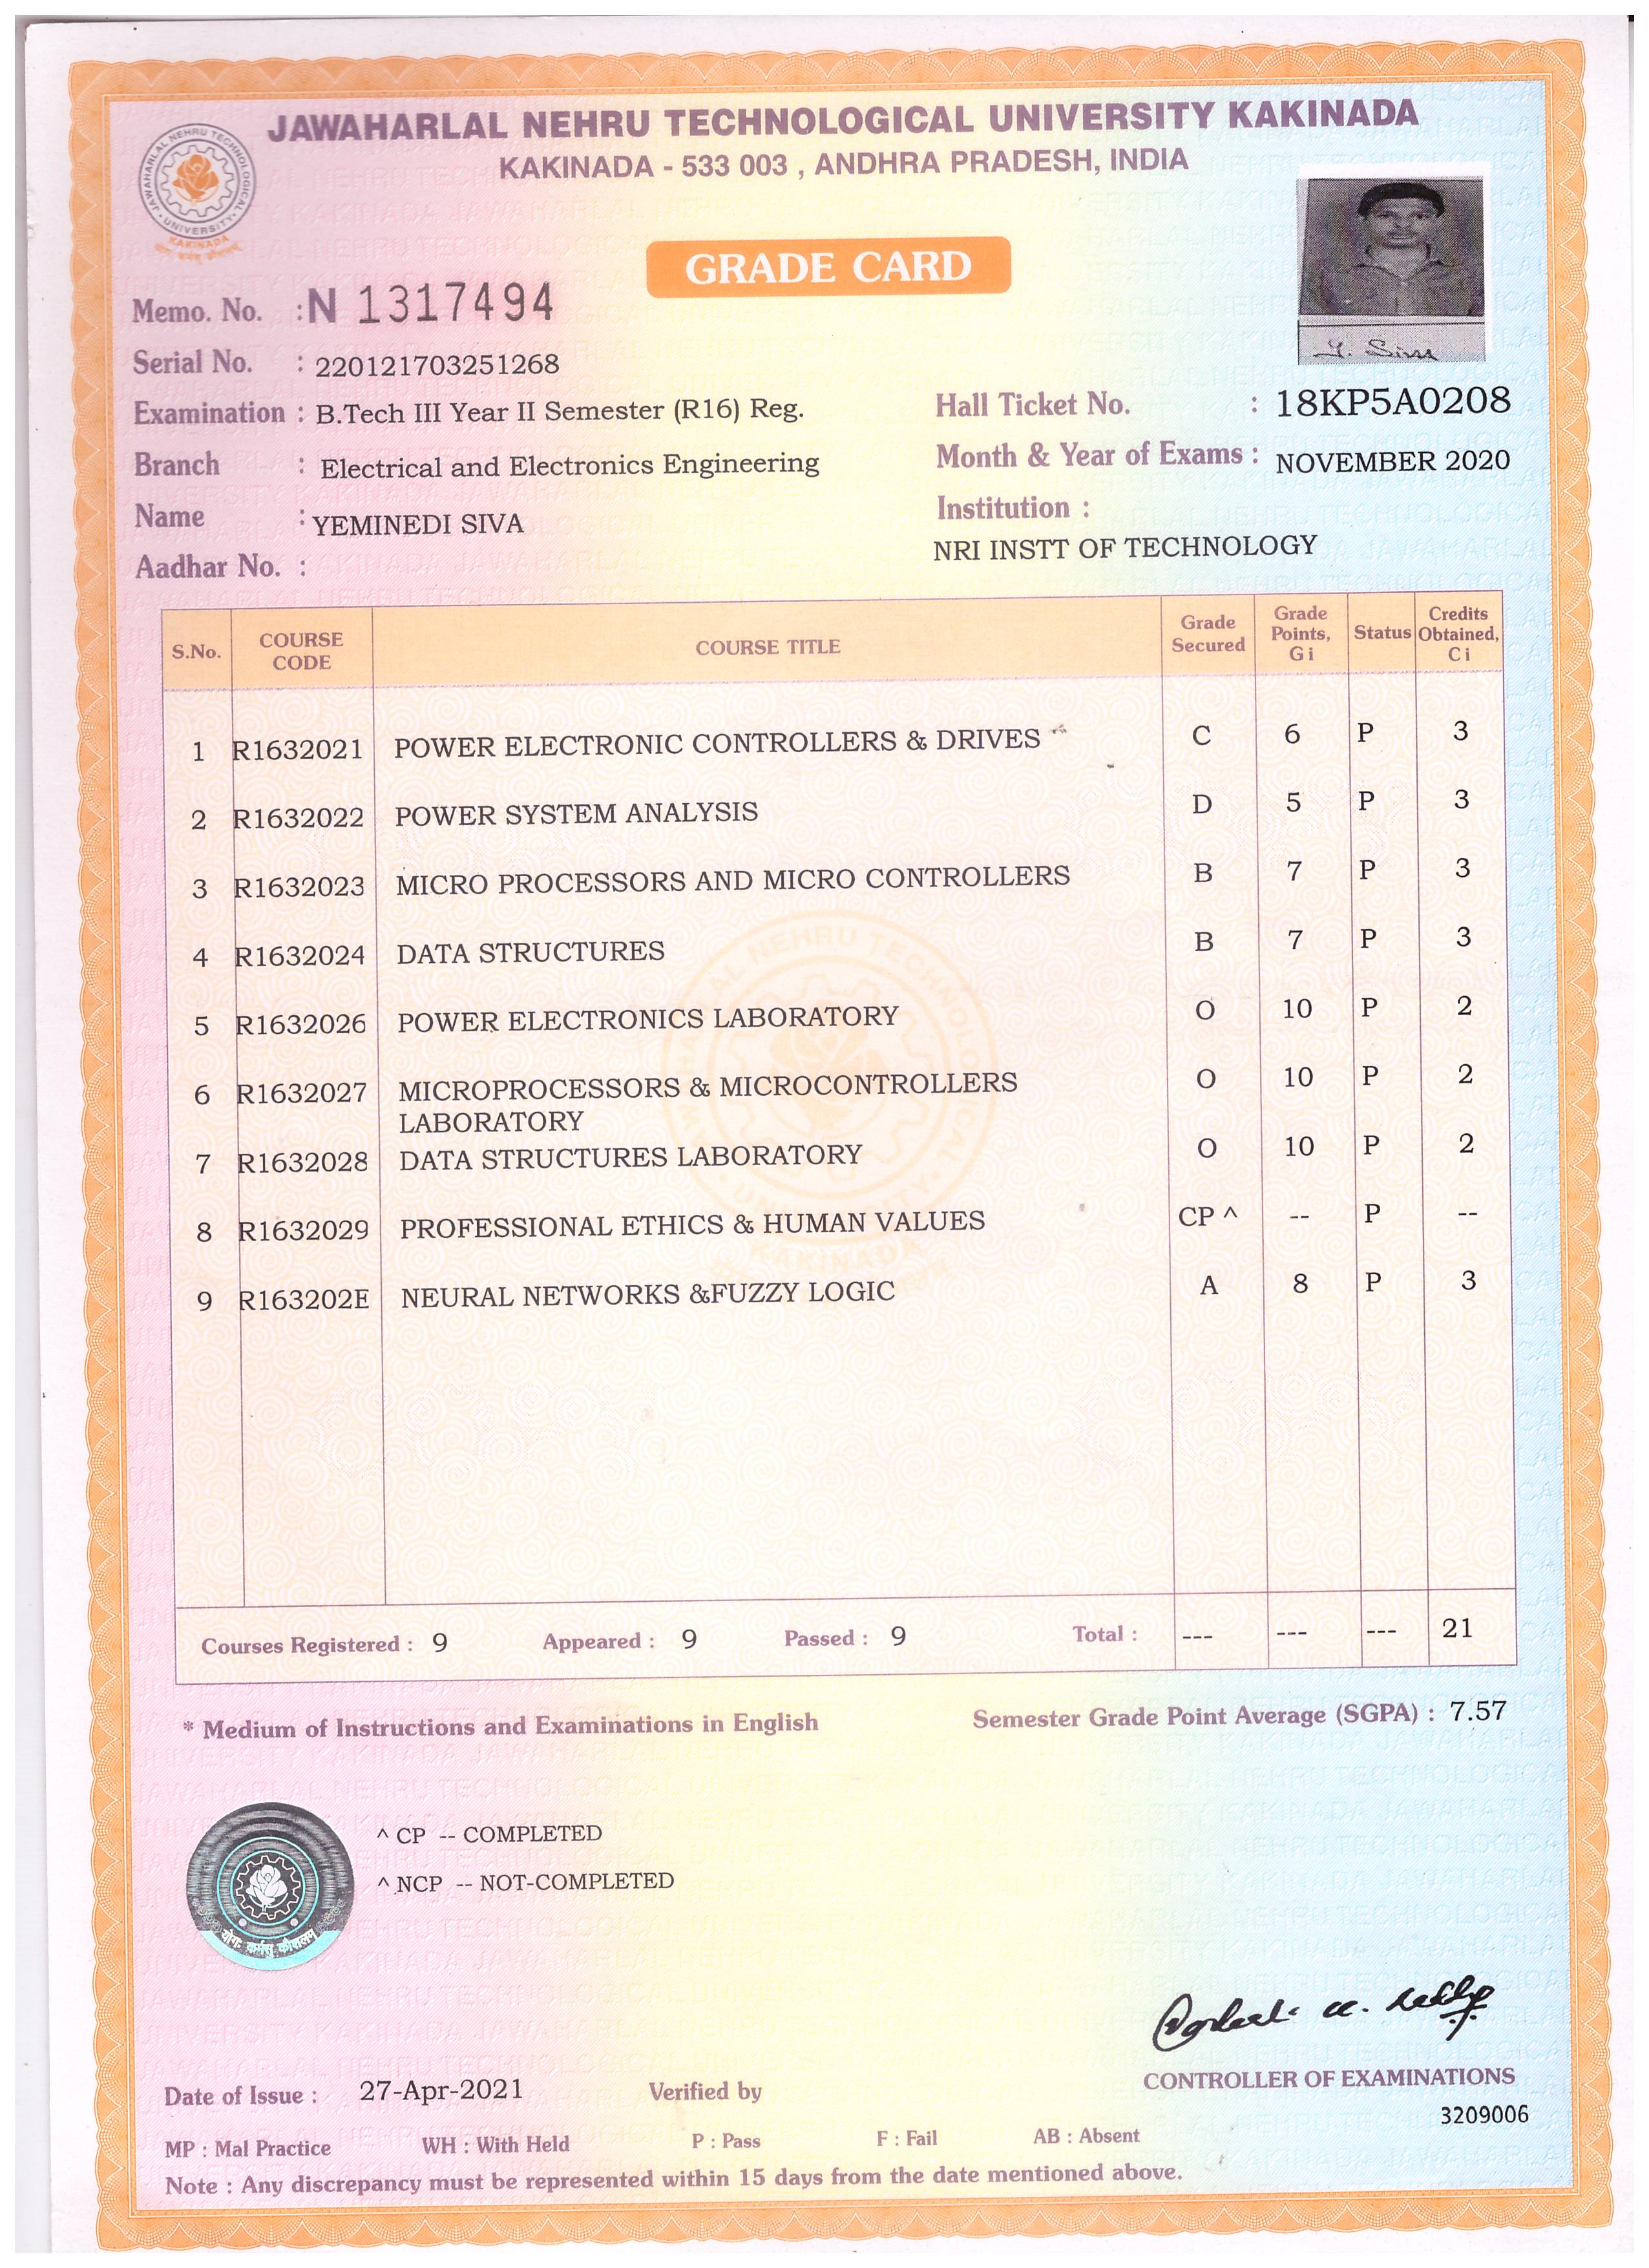 JAWAHARLAL NEHRU TECHNOLOGICAL UNIVERSITY KAKINADA
KAKINADA - 533 003 , ANDHRA PRADESH, INDIA
JAWAHARLAL NEHRU TECHNOLOGICAL UNIVERSITY
KAKINADA
GRADE CARD
Y. Siva
Memo. No. : N 1317494
Serial No. : 220121703251268
Examination : B.Tech III Year II Semester (R16) Reg. Hall Ticket No. : 18KP5A0208
Branch : Electrical and Electronics Engineering Month & Year of Exams : NOVEMBER 2020
Name : YEMINEDI SIVA Institution :
NRI INSTT OF TECHNOLOGY
Aadhar No. :
S.No. COURSE CODE COURSE TITLE Grade Secured Grade Points, Gi Status Credits Obtained, Ci
1 R1632021 POWER ELECTRONIC CONTROLLERS & DRIVES C 6 P 3
2 R1632022 POWER SYSTEM ANALYSIS D 5 P 3
3 R1632023 MICRO PROCESSORS AND MICRO CONTROLLERS B 7 P 3
4 R1632024 DATA STRUCTURES B 7 P 3
5 R1632026 POWER ELECTRONICS LABORATORY O 10 P 2
6 R1632027 MICROPROCESSORS & MICROCONTROLLERS O 10 P 2
LABORATORY
7 R1632028 DATA STRUCTURES LABORATORY O 10 P 2
8 R1632029 PROFESSIONAL ETHICS & HUMAN VALUES CP ^ -- P --
9 R163202E NEURAL NETWORKS &FUZZY LOGIC A 8 P 3
Courses Registered : 9 Appeared : 9 Passed : 9 Total : --- --- --- 21
* Medium of Instructions and Examinations in English Semester Grade Point Average (SGPA) : 7.57
^ CP -- COMPLETED
^ NCP -- NOT-COMPLETED
योगः कर्मसु कौशलम्
CONTROLLER OF EXAMINATIONS
Date of Issue : 27-Apr-2021 Verified by
3209006
MP : Mal Practice WH : With Held P : Pass F : Fail AB : Absent
Note : Any discrepancy must be represented within 15 days from the date mentioned above.